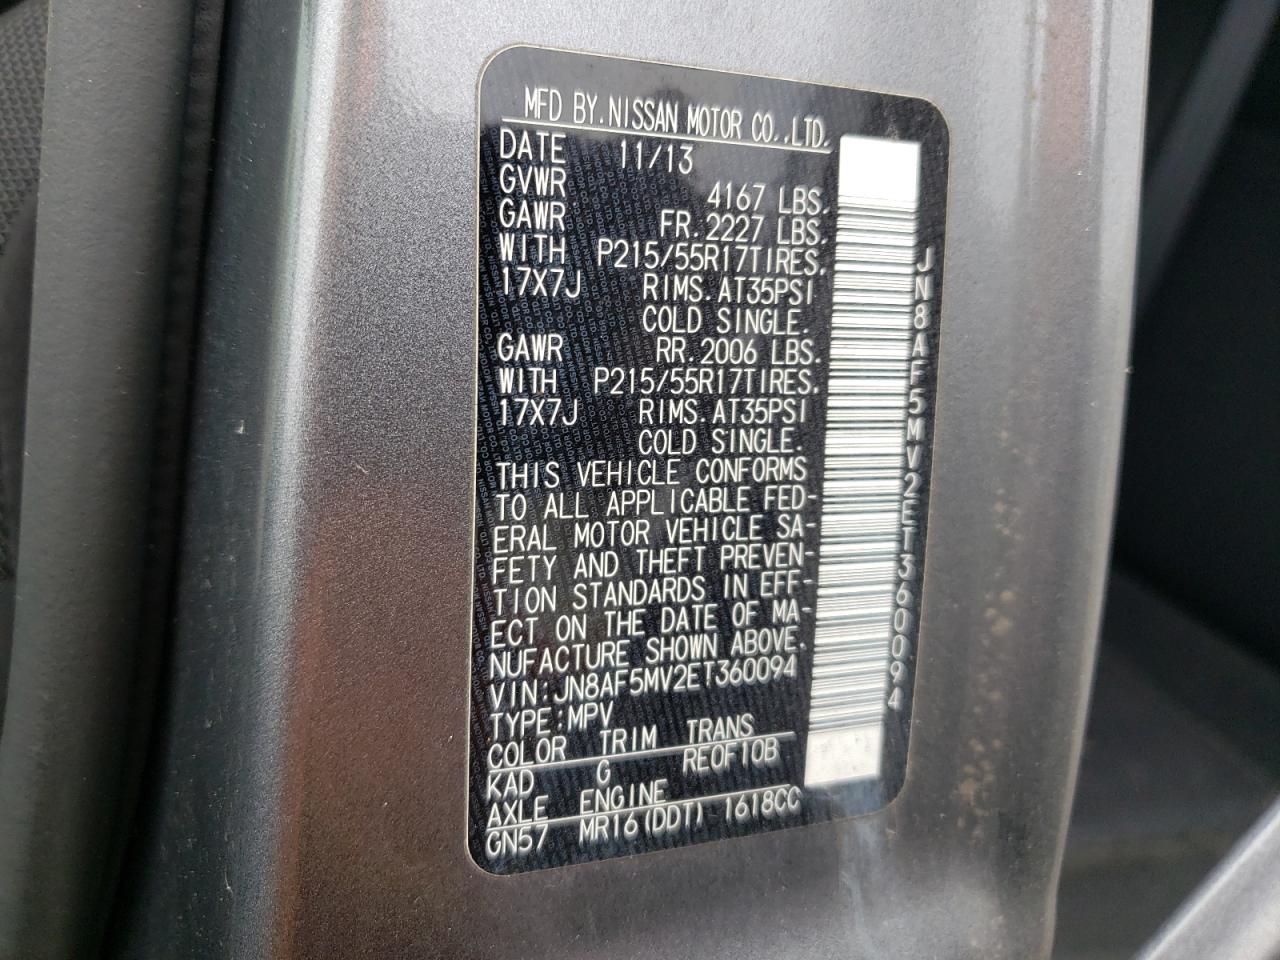 MFD BY.NISSAN MOTOR CO.,LTD.
DATE 11/13
GVWR 4167 LBS.
GAWR FR.2227 LBS.
WITH P215/55R17TIRES.
17X7J RIMS.AT35PSI
COLD SINGLE.
GAWR RR.2006 LBS.
WITH P215/55R17TIRES.
17X7J RIMS.AT35PSI
COLD SINGLE.
THIS VEHICLE CONFORMS
TO ALL APPLICABLE FED-
ERAL MOTOR VEHICLE SA-
FETY AND THEFT PREVEN-
TION STANDARDS IN EFF-
ECT ON THE DATE OF MA-
NUFACTURE SHOWN ABOVE.
VIN:JN8AF5MV2ET360094
TYPE:MPV
COLOR TRIM TRANS
KAD G RE0F10B
AXLE ENGINE
GN57 MR16(DDT) 1618CC
JN8AF5MV2ET360094